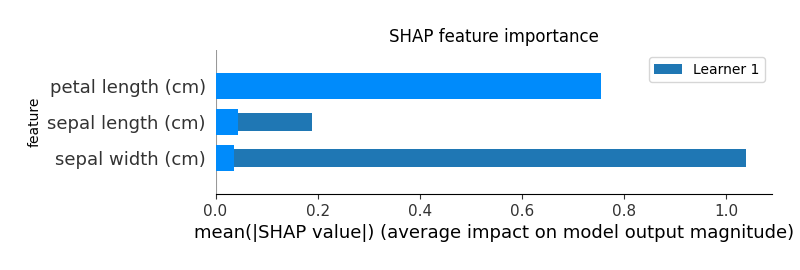 SHAP feature importance
Learner 1
feature
petal length (cm)
sepal length (cm)
sepal width (cm)
0.0 0.2 0.4 0.6 0.8 1.0
mean(|SHAP value|) (average impact on model output magnitude)